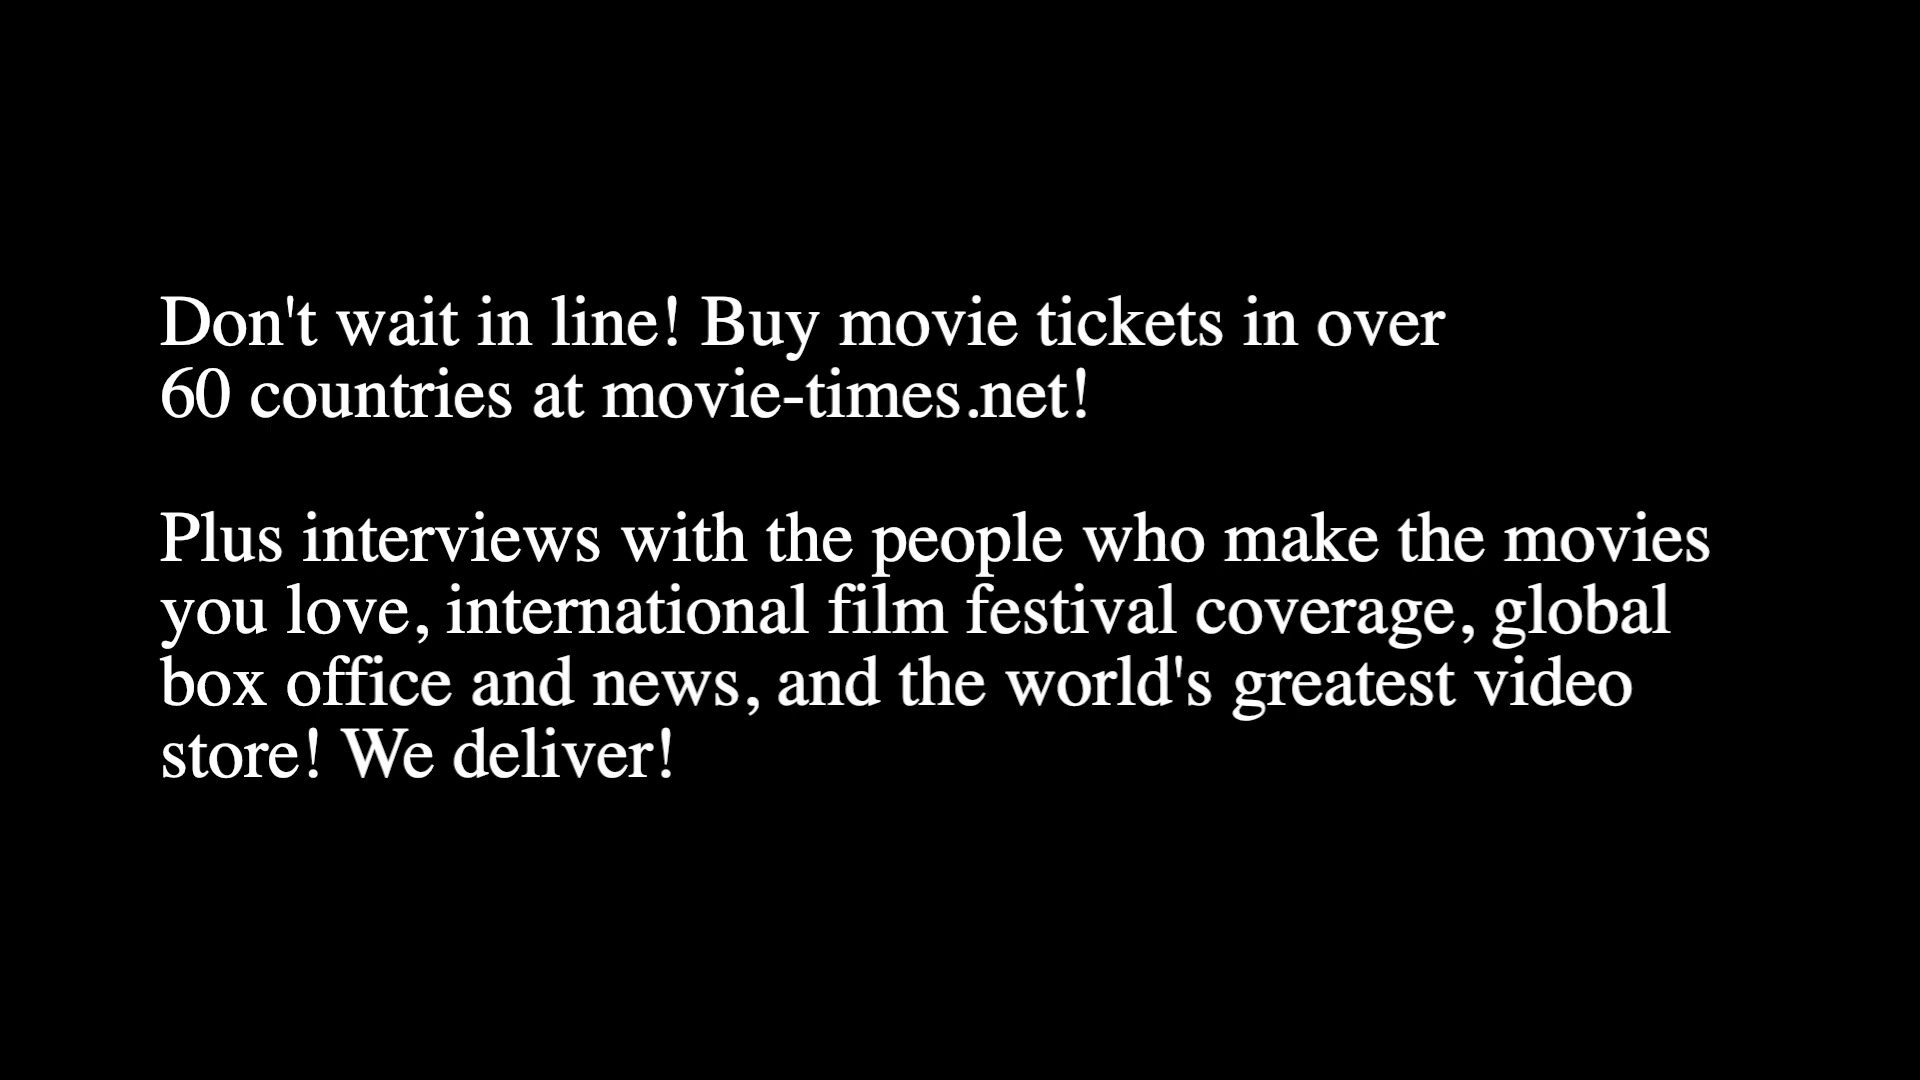 Don't wait in line! Buy movie tickets in over
60 countries at movie-times.net!
Plus interviews with the people who make the movies
you love, international film festival coverage, global
box office and news, and the world's greatest video
store! We deliver!